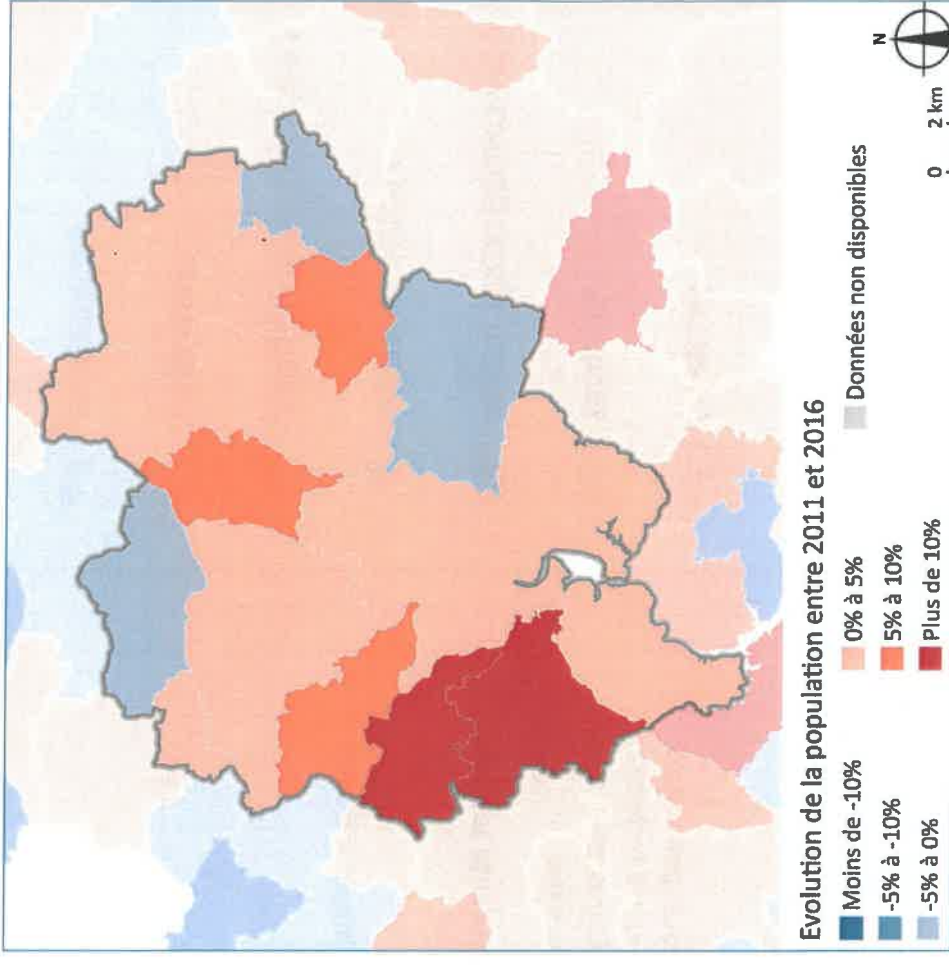 Evolution de la population entre 2011 et 2016
Moins de -10%
-5% à -10%
-5% à 0%
0% à 5%
5% à 10%
Plus de 10%
Données non disponibles
N
0 2 km